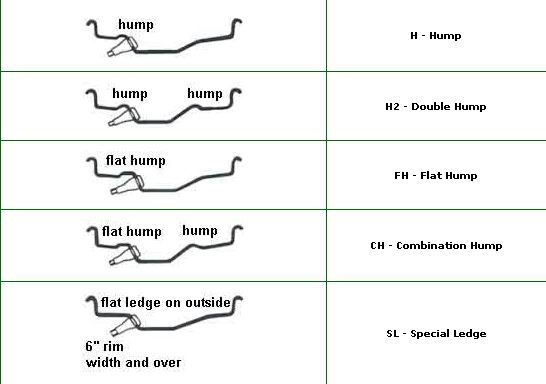 hump
H - Hump
hump hump
H2 - Double Hump
flat hump
FH - Flat Hump
flat hump hump
CH - Combination Hump
flat ledge on outside
SL - Special Ledge
6" rim
width and over